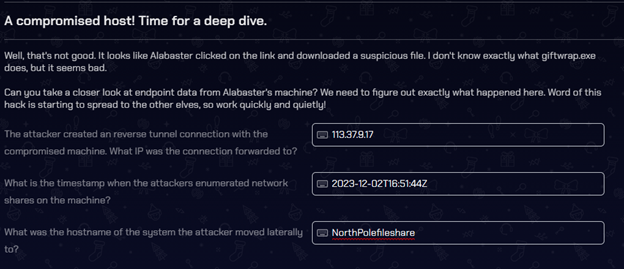 A compromised host! Time for a deep dive.
Well, that's not good. It looks like Alabaster clicked on the link and downloaded a suspicious file. I don't know exactly what giftwrap.exe
does, but it seems bad.
Can you take a closer look at endpoint data from Alabaster's machine? We need to figure out exactly what happened here. Word of this
hack is starting to spread to the other elves, so work quickly and quietly!
The attacker created an reverse tunnel connection with the
compromised machine. What IP was the connection forwarded to?
113.37.9.17
What is the timestamp when the attackers enumerated network
shares on the machine?
2023-12-02T16:51:44Z
What was the hostname of the system the attacker moved laterally
to?
NorthPolefileshare